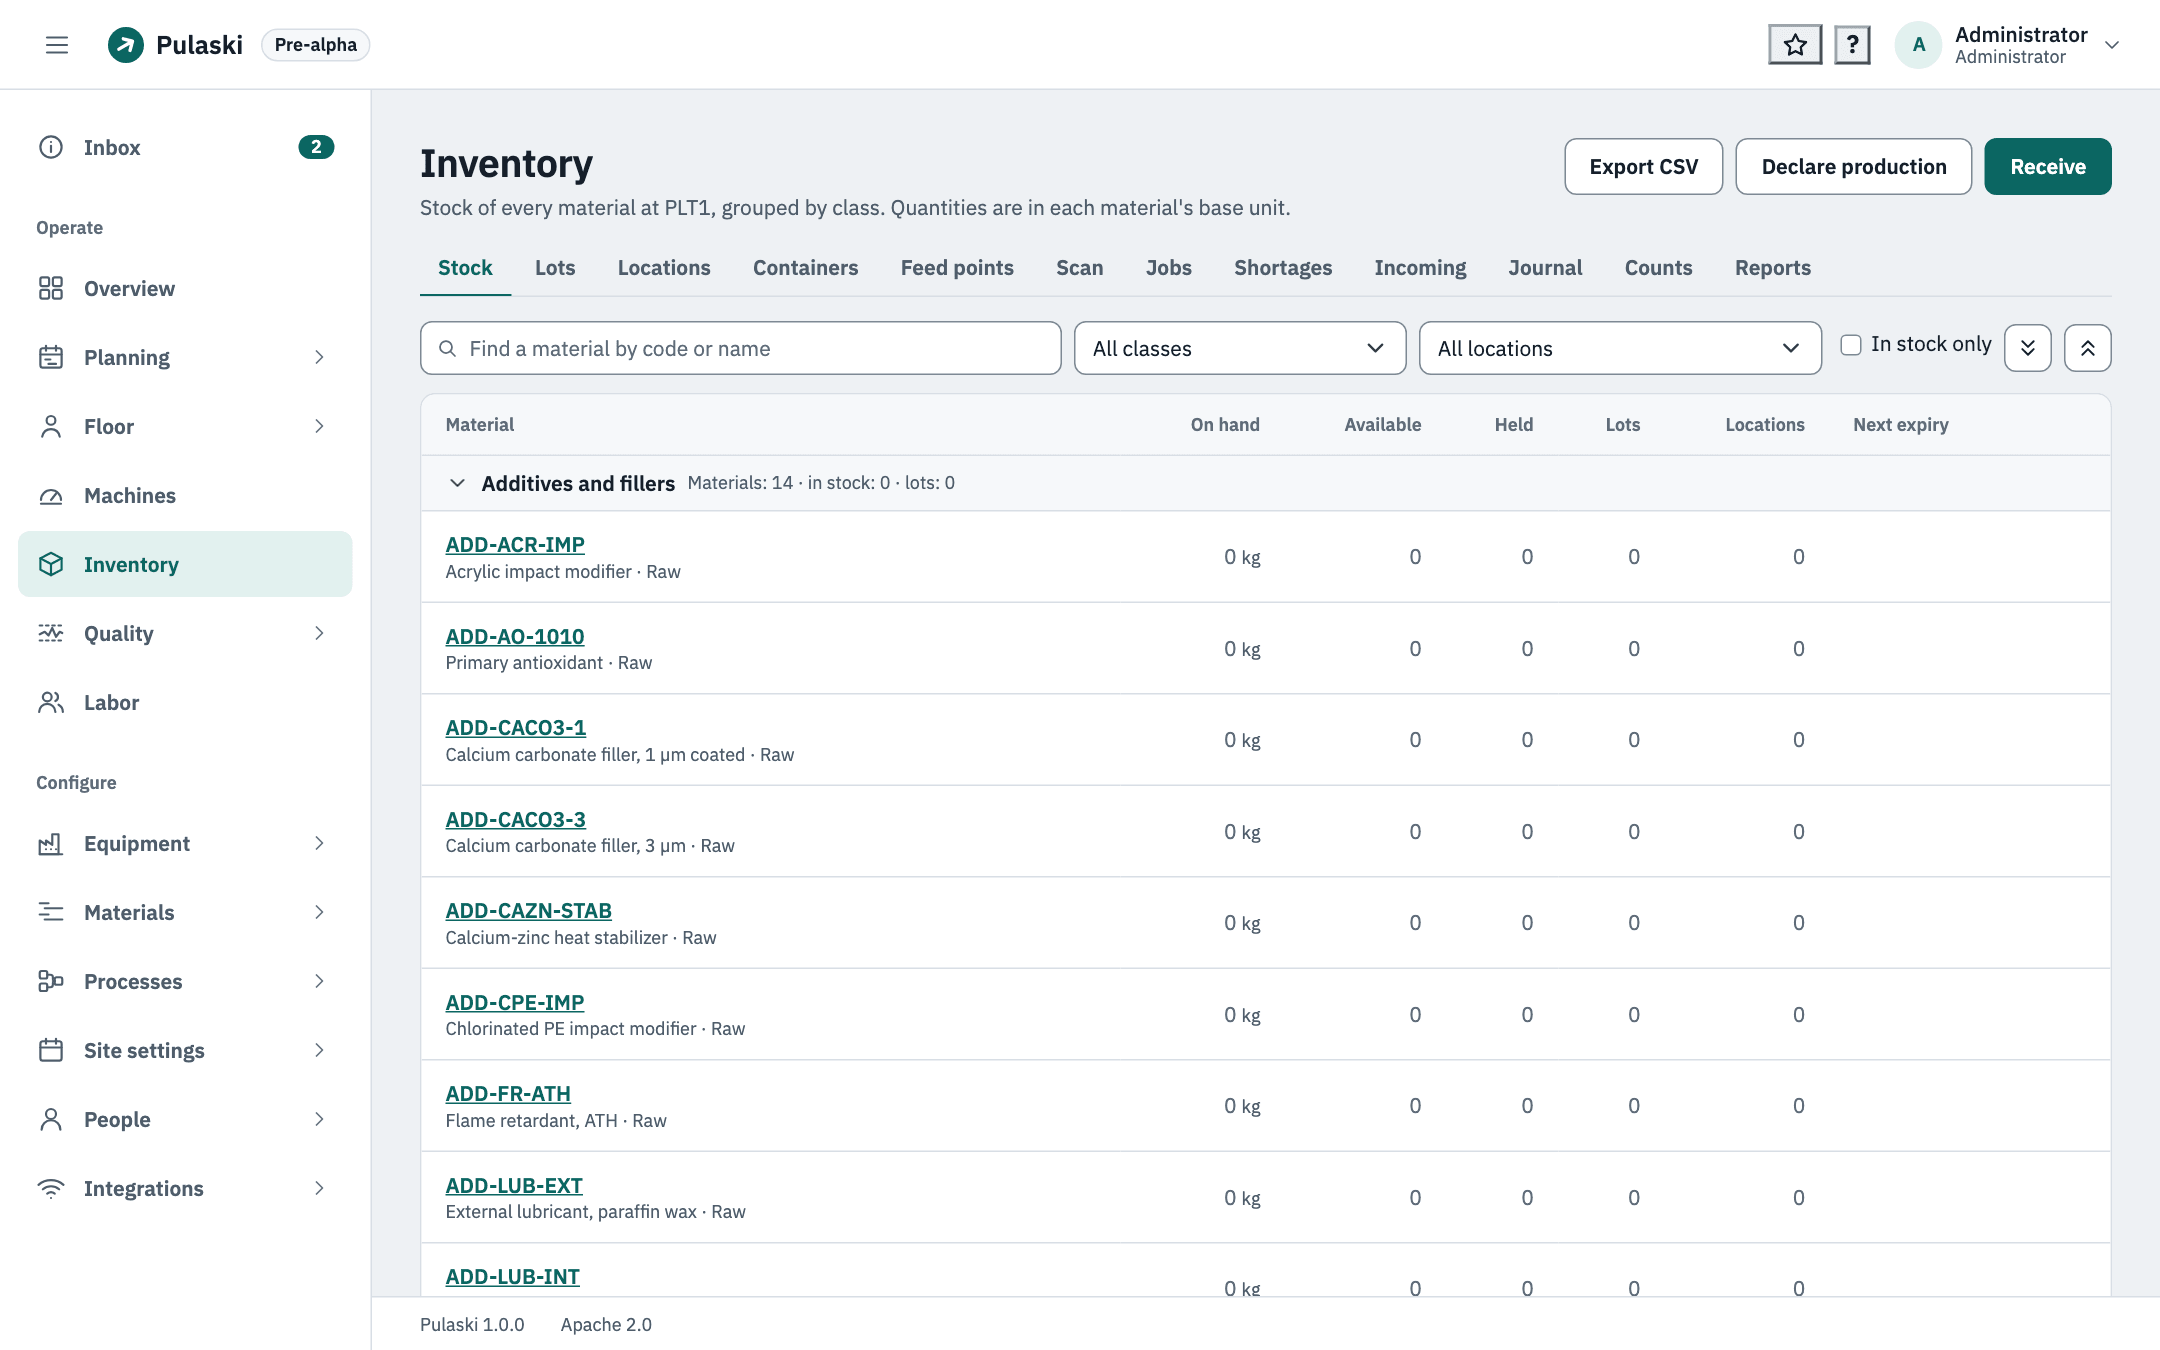 Pulaski Pre-alpha
?
A
Administrator
Administrator
Inbox 2
Operate
Overview
Planning
Floor
Machines
Inventory
Quality
Labor
Configure
Equipment
Materials
Processes
Site settings
People
Integrations
Inventory
Stock of every material at PLT1, grouped by class. Quantities are in each material's base unit.
Export CSV Declare production Receive
Stock Lots Locations Containers Feed points Scan Jobs Shortages Incoming Journal Counts Reports
Find a material by code or name All classes All locations In stock only
Material On hand Available Held Lots Locations Next expiry
Additives and fillers Materials: 14 · in stock: 0 · lots: 0
ADD-ACR-IMP
Acrylic impact modifier · Raw
0 kg 0 0 0 0
ADD-AO-1010
Primary antioxidant · Raw
0 kg 0 0 0 0
ADD-CACO3-1
Calcium carbonate filler, 1 µm coated · Raw
0 kg 0 0 0 0
ADD-CACO3-3
Calcium carbonate filler, 3 µm · Raw
0 kg 0 0 0 0
ADD-CAZN-STAB
Calcium-zinc heat stabilizer · Raw
0 kg 0 0 0 0
ADD-CPE-IMP
Chlorinated PE impact modifier · Raw
0 kg 0 0 0 0
ADD-FR-ATH
Flame retardant, ATH · Raw
0 kg 0 0 0 0
ADD-LUB-EXT
External lubricant, paraffin wax · Raw
0 kg 0 0 0 0
ADD-LUB-INT
0 kg 0 0 0 0
Pulaski 1.0.0 Apache 2.0